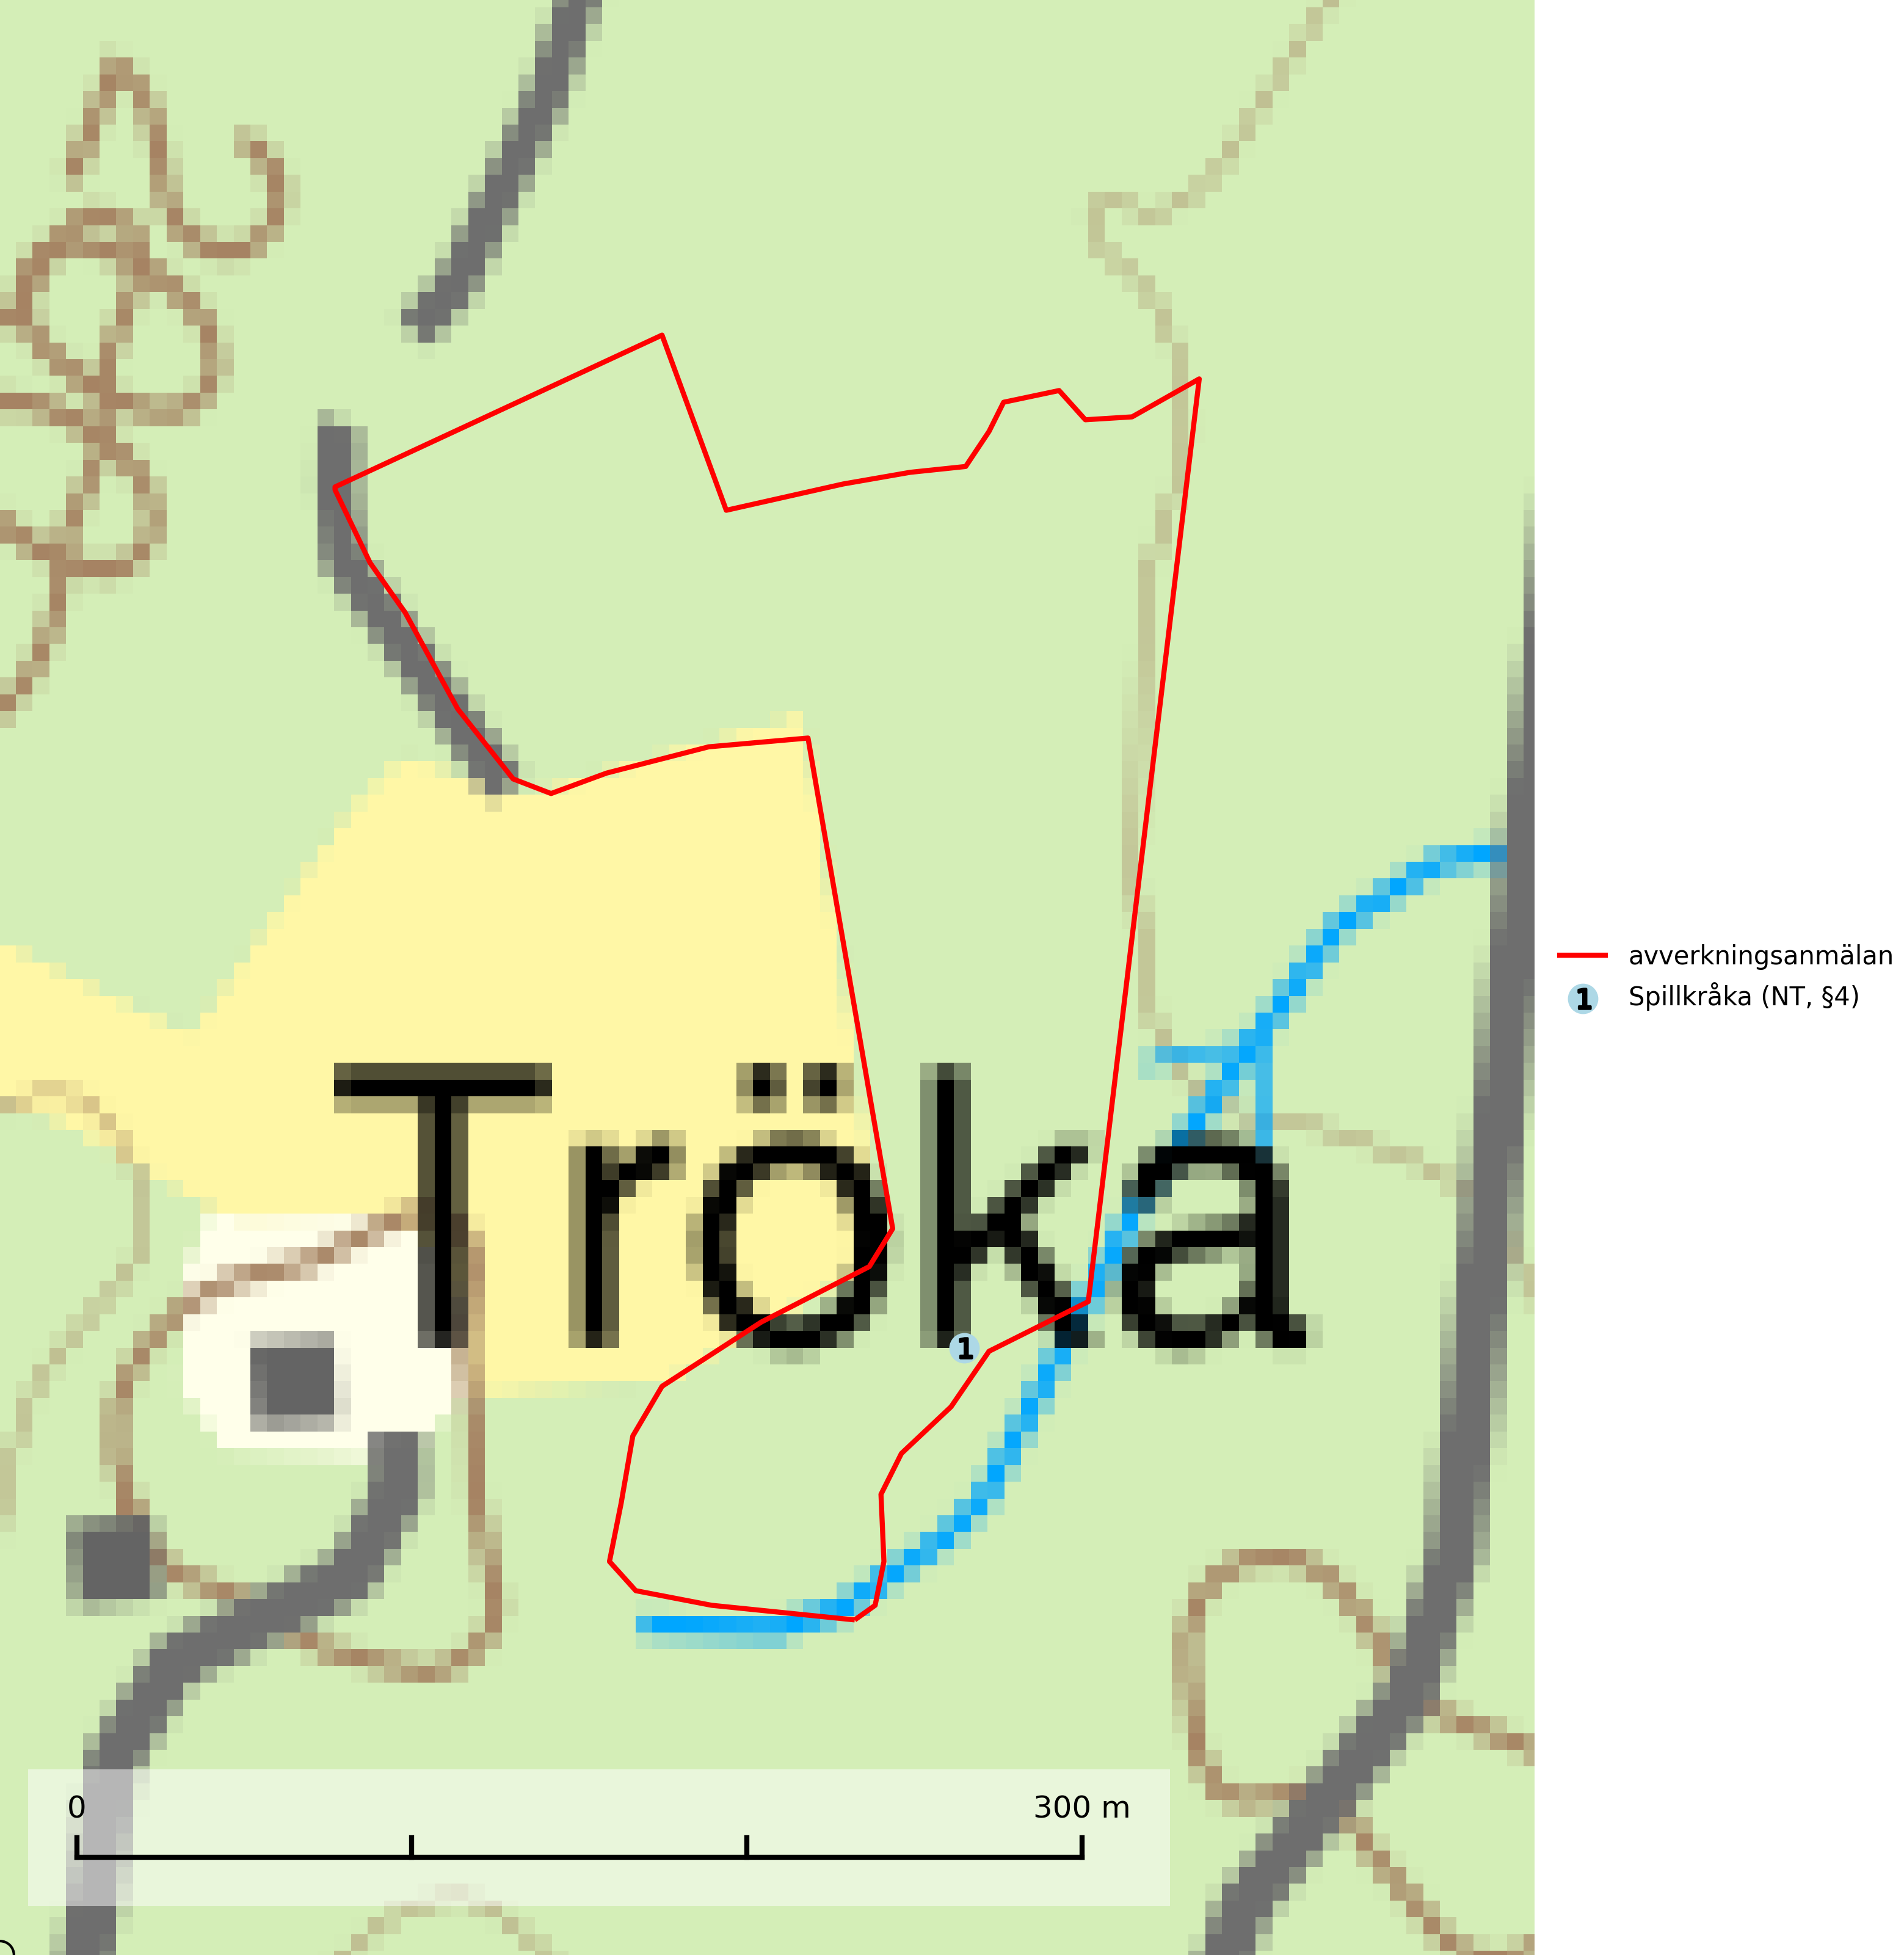 avverkningsanmälan
1 Spillkråka (NT, §4)
Tröka
1
0 300 m